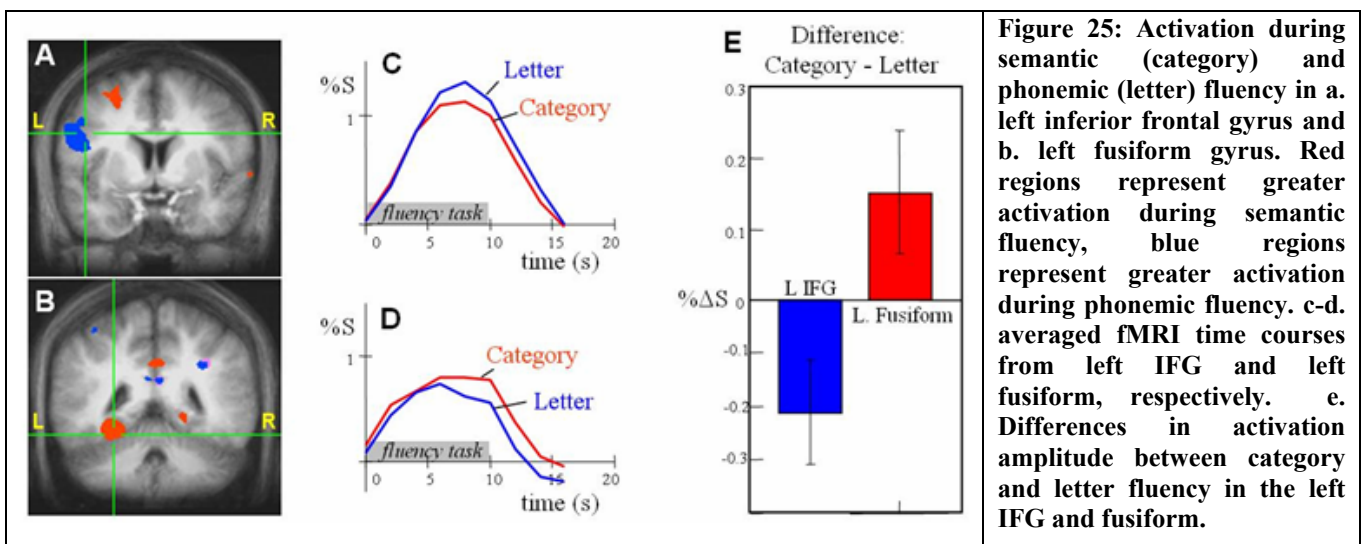 A
L
R
B
L
R
C
%S
Letter
Category
1
fluency task
0 5 10 15 20
time (s)
D
%S
Category
1
Letter
fluency task
0 5 10 15 20
time (s)
E
Difference:
Category - Letter
0.3
0.2
0.1
%ΔS 0
L IFG
L. Fusiform
-0.1
-0.2
-0.3
Figure 25: Activation during
semantic (category) and
phonemic (letter) fluency in a.
left inferior frontal gyrus and
b. left fusiform gyrus. Red
regions represent greater
activation during semantic
fluency, blue regions
represent greater activation
during phonemic fluency. c-d.
averaged fMRI time courses
from left IFG and left
fusiform, respectively. e.
Differences in activation
amplitude between category
and letter fluency in the left
IFG and fusiform.